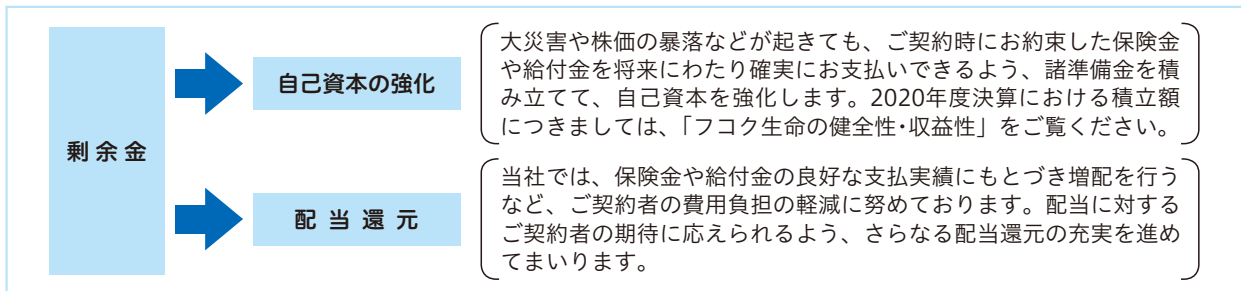 剰余金
自己資本の強化
大災害や株価の暴落などが起きても、ご契約時にお約束した保険金
や給付金を将来にわたり確実にお支払いできるよう、諸準備金を積
み立てて、自己資本を強化します。2020年度決算における積立額
につきましては、「フコク生命の健全性・収益性」をご覧ください。
配当還元
当社では、保険金や給付金の良好な支払実績にもとづき増配を行う
など、ご契約者の費用負担の軽減に努めております。配当に対する
ご契約者の期待に応えられるよう、さらなる配当還元の充実を進め
てまいります。